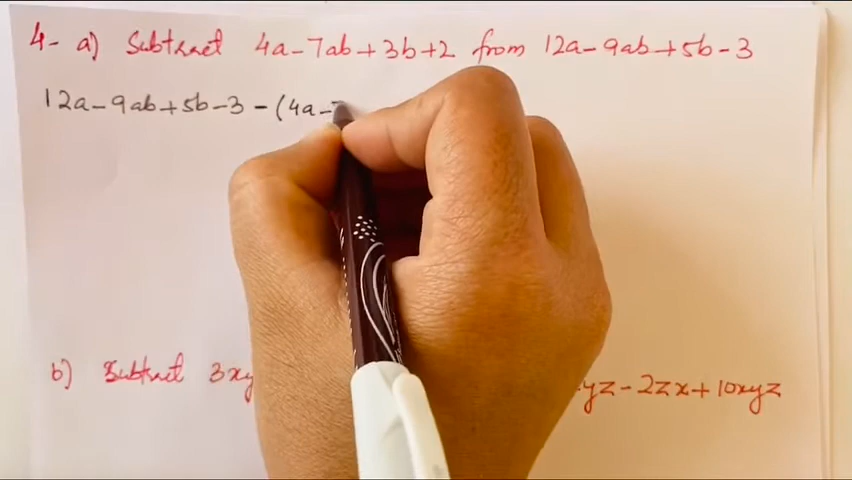 4- a) Subtract 4a-7ab+3b+2 from 12a-9ab+5b-3
12a-9ab+5b-3-(4a-
b) Subtract 3xy yz-2zx+10xyz